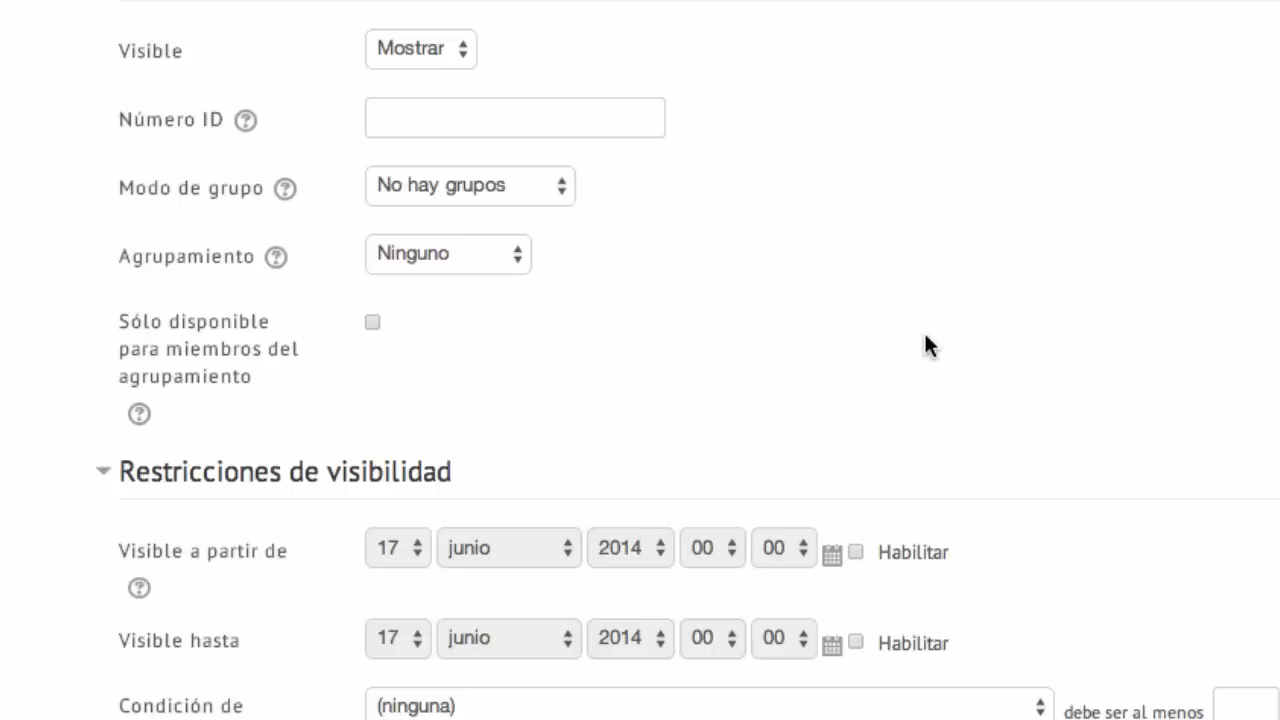 Visible Mostrar
Número ID
Modo de grupo No hay grupos
Agrupamiento Ninguno
Sólo disponible
para miembros del
agrupamiento
Restricciones de visibilidad
Visible a partir de 17 junio 2014 00 00 Habilitar
Visible hasta 17 junio 2014 00 00 Habilitar
Condición de (ninguna) debe ser al menos